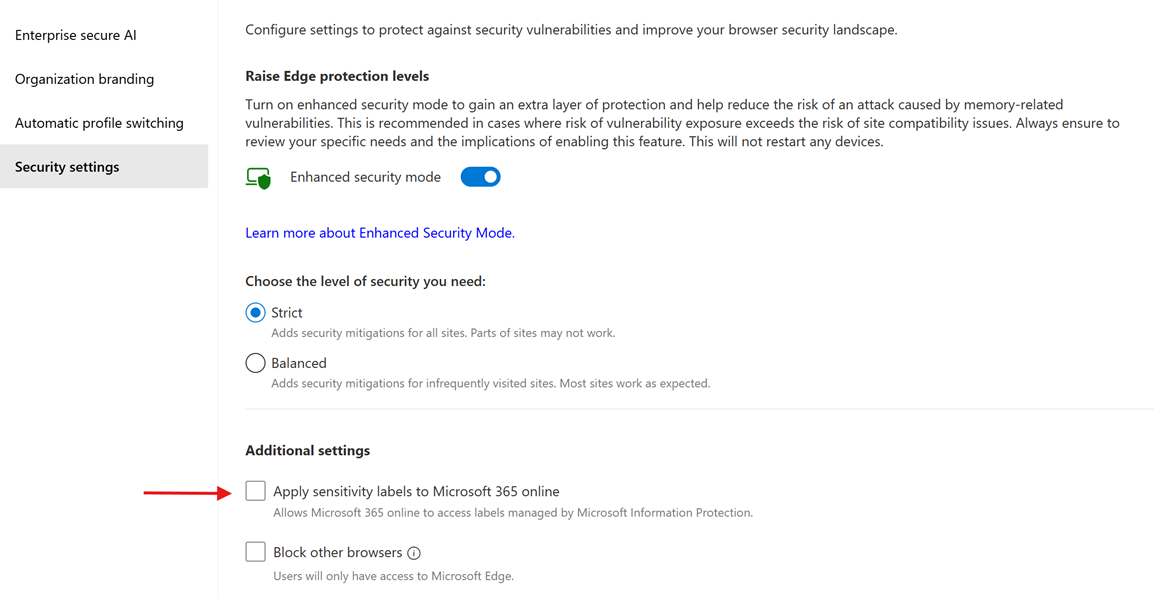 Enterprise secure AI
Organization branding
Automatic profile switching
Security settings
Configure settings to protect against security vulnerabilities and improve your browser security landscape.
Raise Edge protection levels
Turn on enhanced security mode to gain an extra layer of protection and help reduce the risk of an attack caused by memory-related
vulnerabilities. This is recommended in cases where risk of vulnerability exposure exceeds the risk of site compatibility issues. Always ensure to
review your specific needs and the implications of enabling this feature. This will not restart any devices.
Enhanced security mode
Learn more about Enhanced Security Mode.
Choose the level of security you need:
Strict
Adds security mitigations for all sites. Parts of sites may not work.
Balanced
Adds security mitigations for infrequently visited sites. Most sites work as expected.
Additional settings
Apply sensitivity labels to Microsoft 365 online
Allows Microsoft 365 online to access labels managed by Microsoft Information Protection.
Block other browsers
Users will only have access to Microsoft Edge.